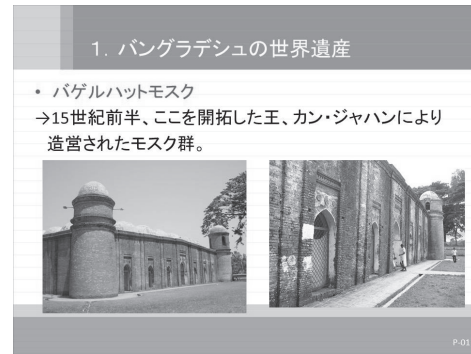 1．バングラデシュの世界遺産
• バゲルハットモスク
→15世紀前半、ここを開拓した王、カン・ジャハンにより
造営されたモスク群。
P-01